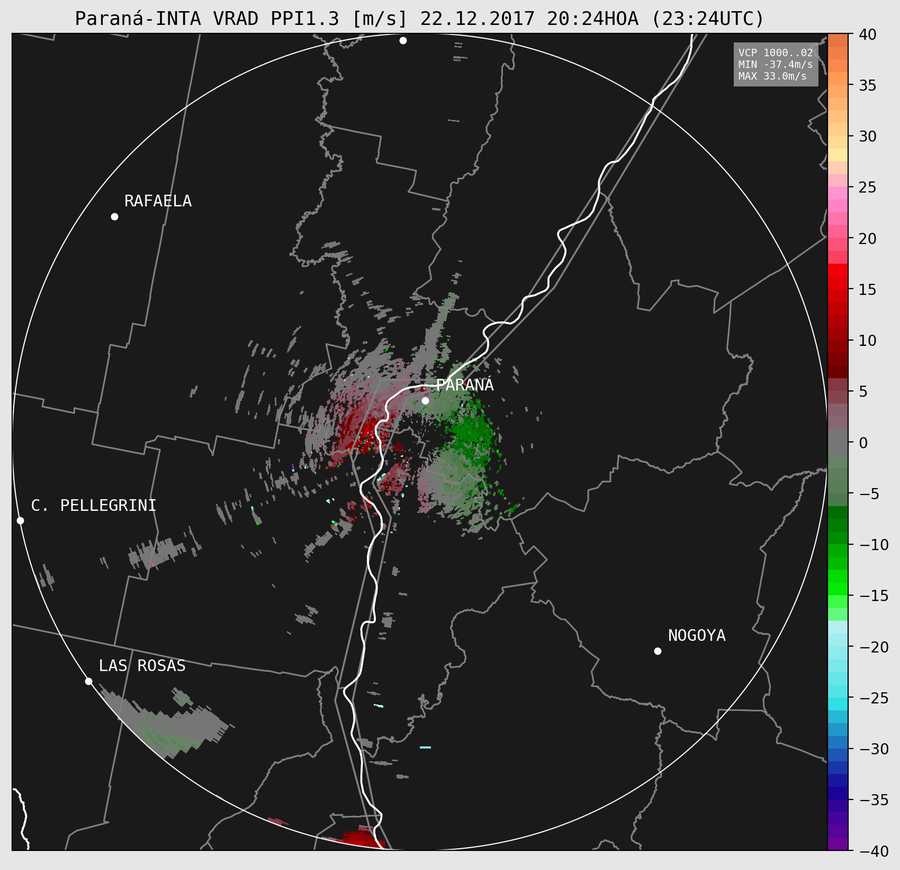 Paraná-INTA VRAD PPI1.3 [m/s] 22.12.2017 20:24HOA (23:24UTC)
VCP 1000..02
MIN -37.4m/s
MAX 33.0m/s
RAFAELA
PARANÁ
C. PELLEGRINI
NOGOYA
LAS ROSAS
40
35
30
25
20
15
10
5
0
−5
−10
−15
−20
−25
−30
−35
−40